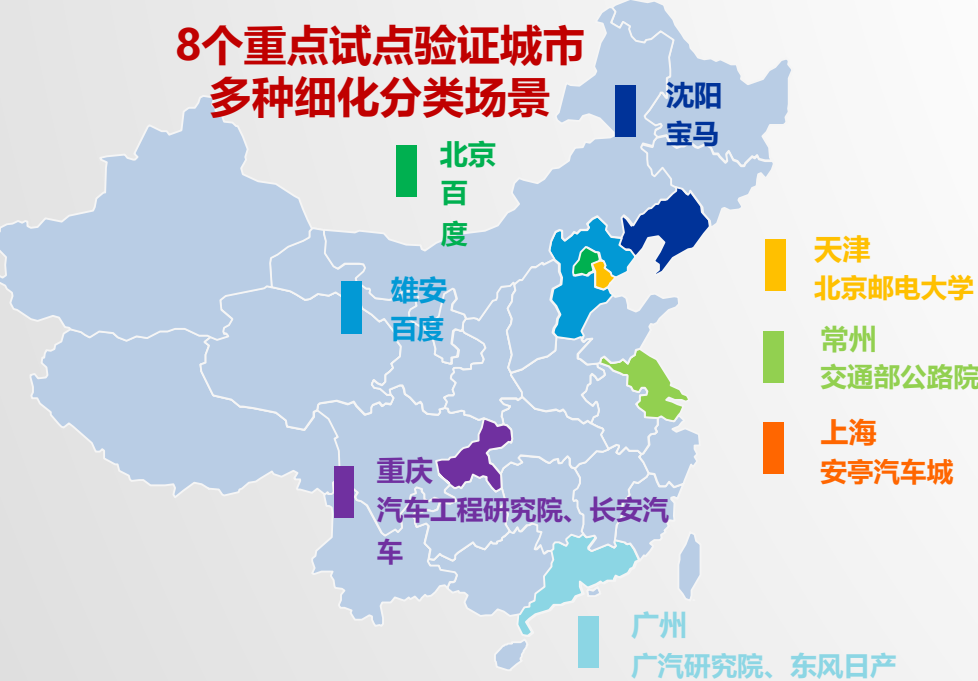 8个重点试点验证城市
多种细化分类场景
沈阳
宝马
北京
百
度
天津
北京邮电大学
雄安
百度
常州
交通部公路院
上海
安亭汽车城
重庆
汽车工程研究院、长安汽
车
广州
广汽研究院、东风日产